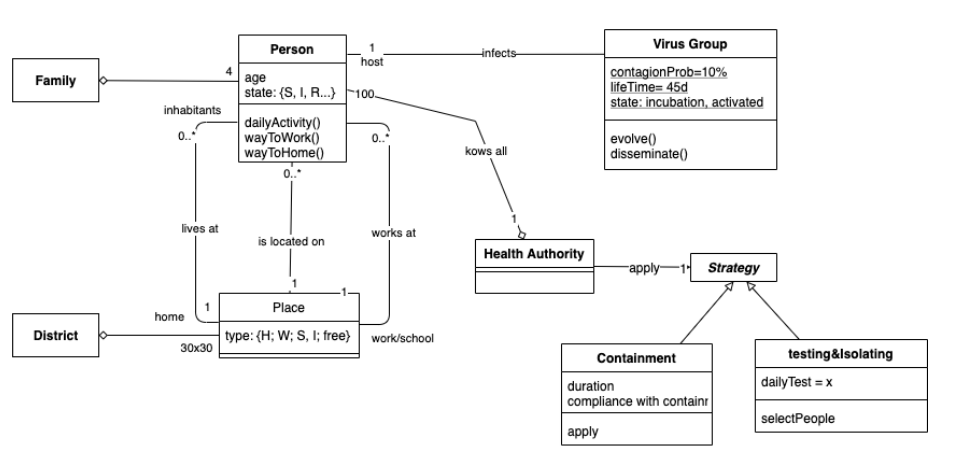 Family
4
Person
age
state: {S, I, R...}
dailyActivity()
wayToWork()
wayToHome()
1
host
infects
Virus Group
contagionProb=10%
lifeTime= 45d
state: incubation, activated
evolve()
disseminate()
100
kows all
1
inhabitants
0..*
0..*
0..*
lives at
is located on
works at
Health Authority
apply
1
Strategy
1
1
1
home
work/school
District
30x30
Place
type: {H; W; S, I; free}
Containment
duration
compliance with contain
apply
testing&Isolating
dailyTest = x
selectPeople